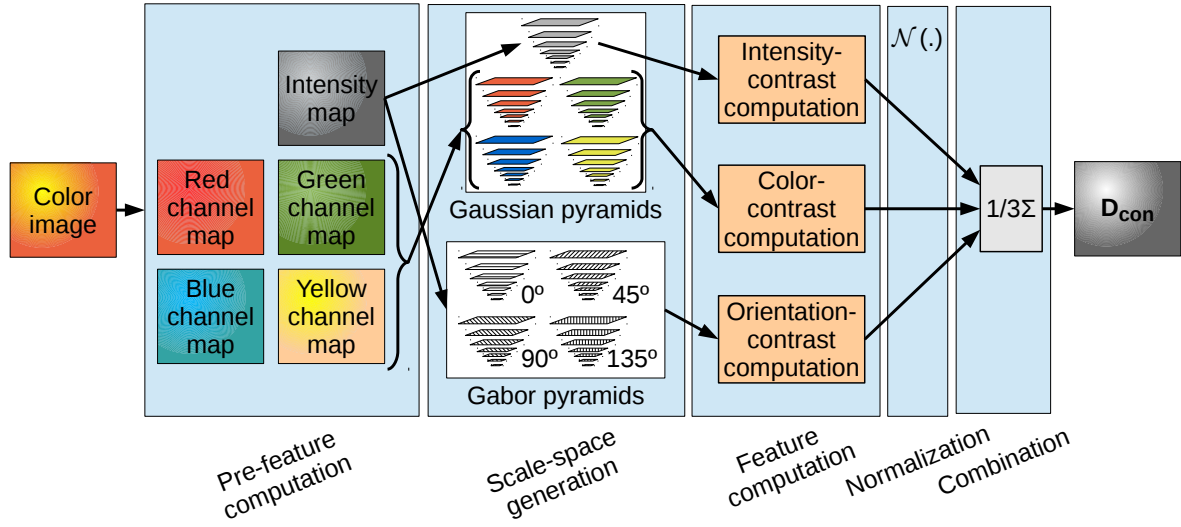 Color
image
Intensity
map
Red
channel
map
Green
channel
map
Blue
channel
map
Yellow
channel
map
Gaussian pyramids
0º
45º
90º
135º
Gabor pyramids
Intensity-
contrast
computation
Color-
contrast
computation
Orientation-
contrast
computation
𝒩(.)
1/3Σ
Dcon
Pre-feature
computation
Scale-space
generation
Feature
computation
Normalization
Combination